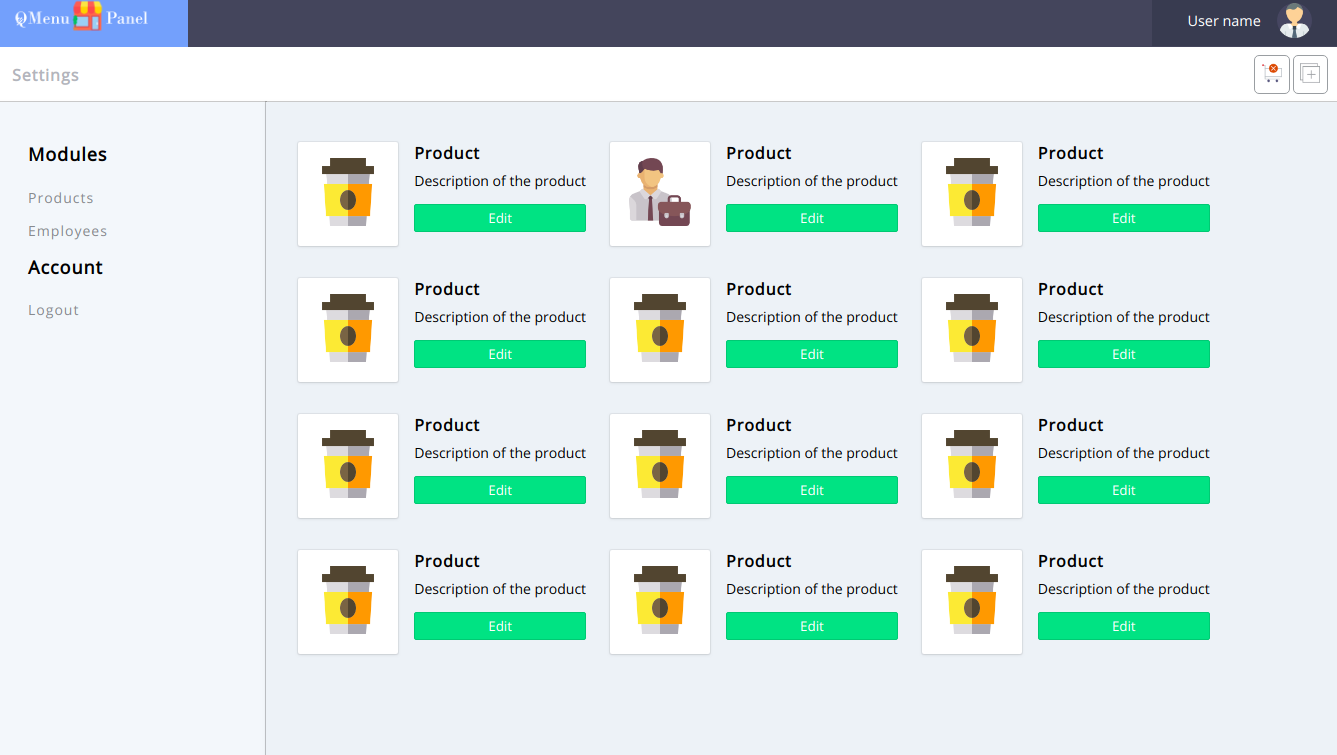 QMenu Panel
User name
Settings
Modules
Products
Employees
Account
Logout
Product
Description of the product
Edit
Product
Description of the product
Edit
Product
Description of the product
Edit
Product
Description of the product
Edit
Product
Description of the product
Edit
Product
Description of the product
Edit
Product
Description of the product
Edit
Product
Description of the product
Edit
Product
Description of the product
Edit
Product
Description of the product
Edit
Product
Description of the product
Edit
Product
Description of the product
Edit